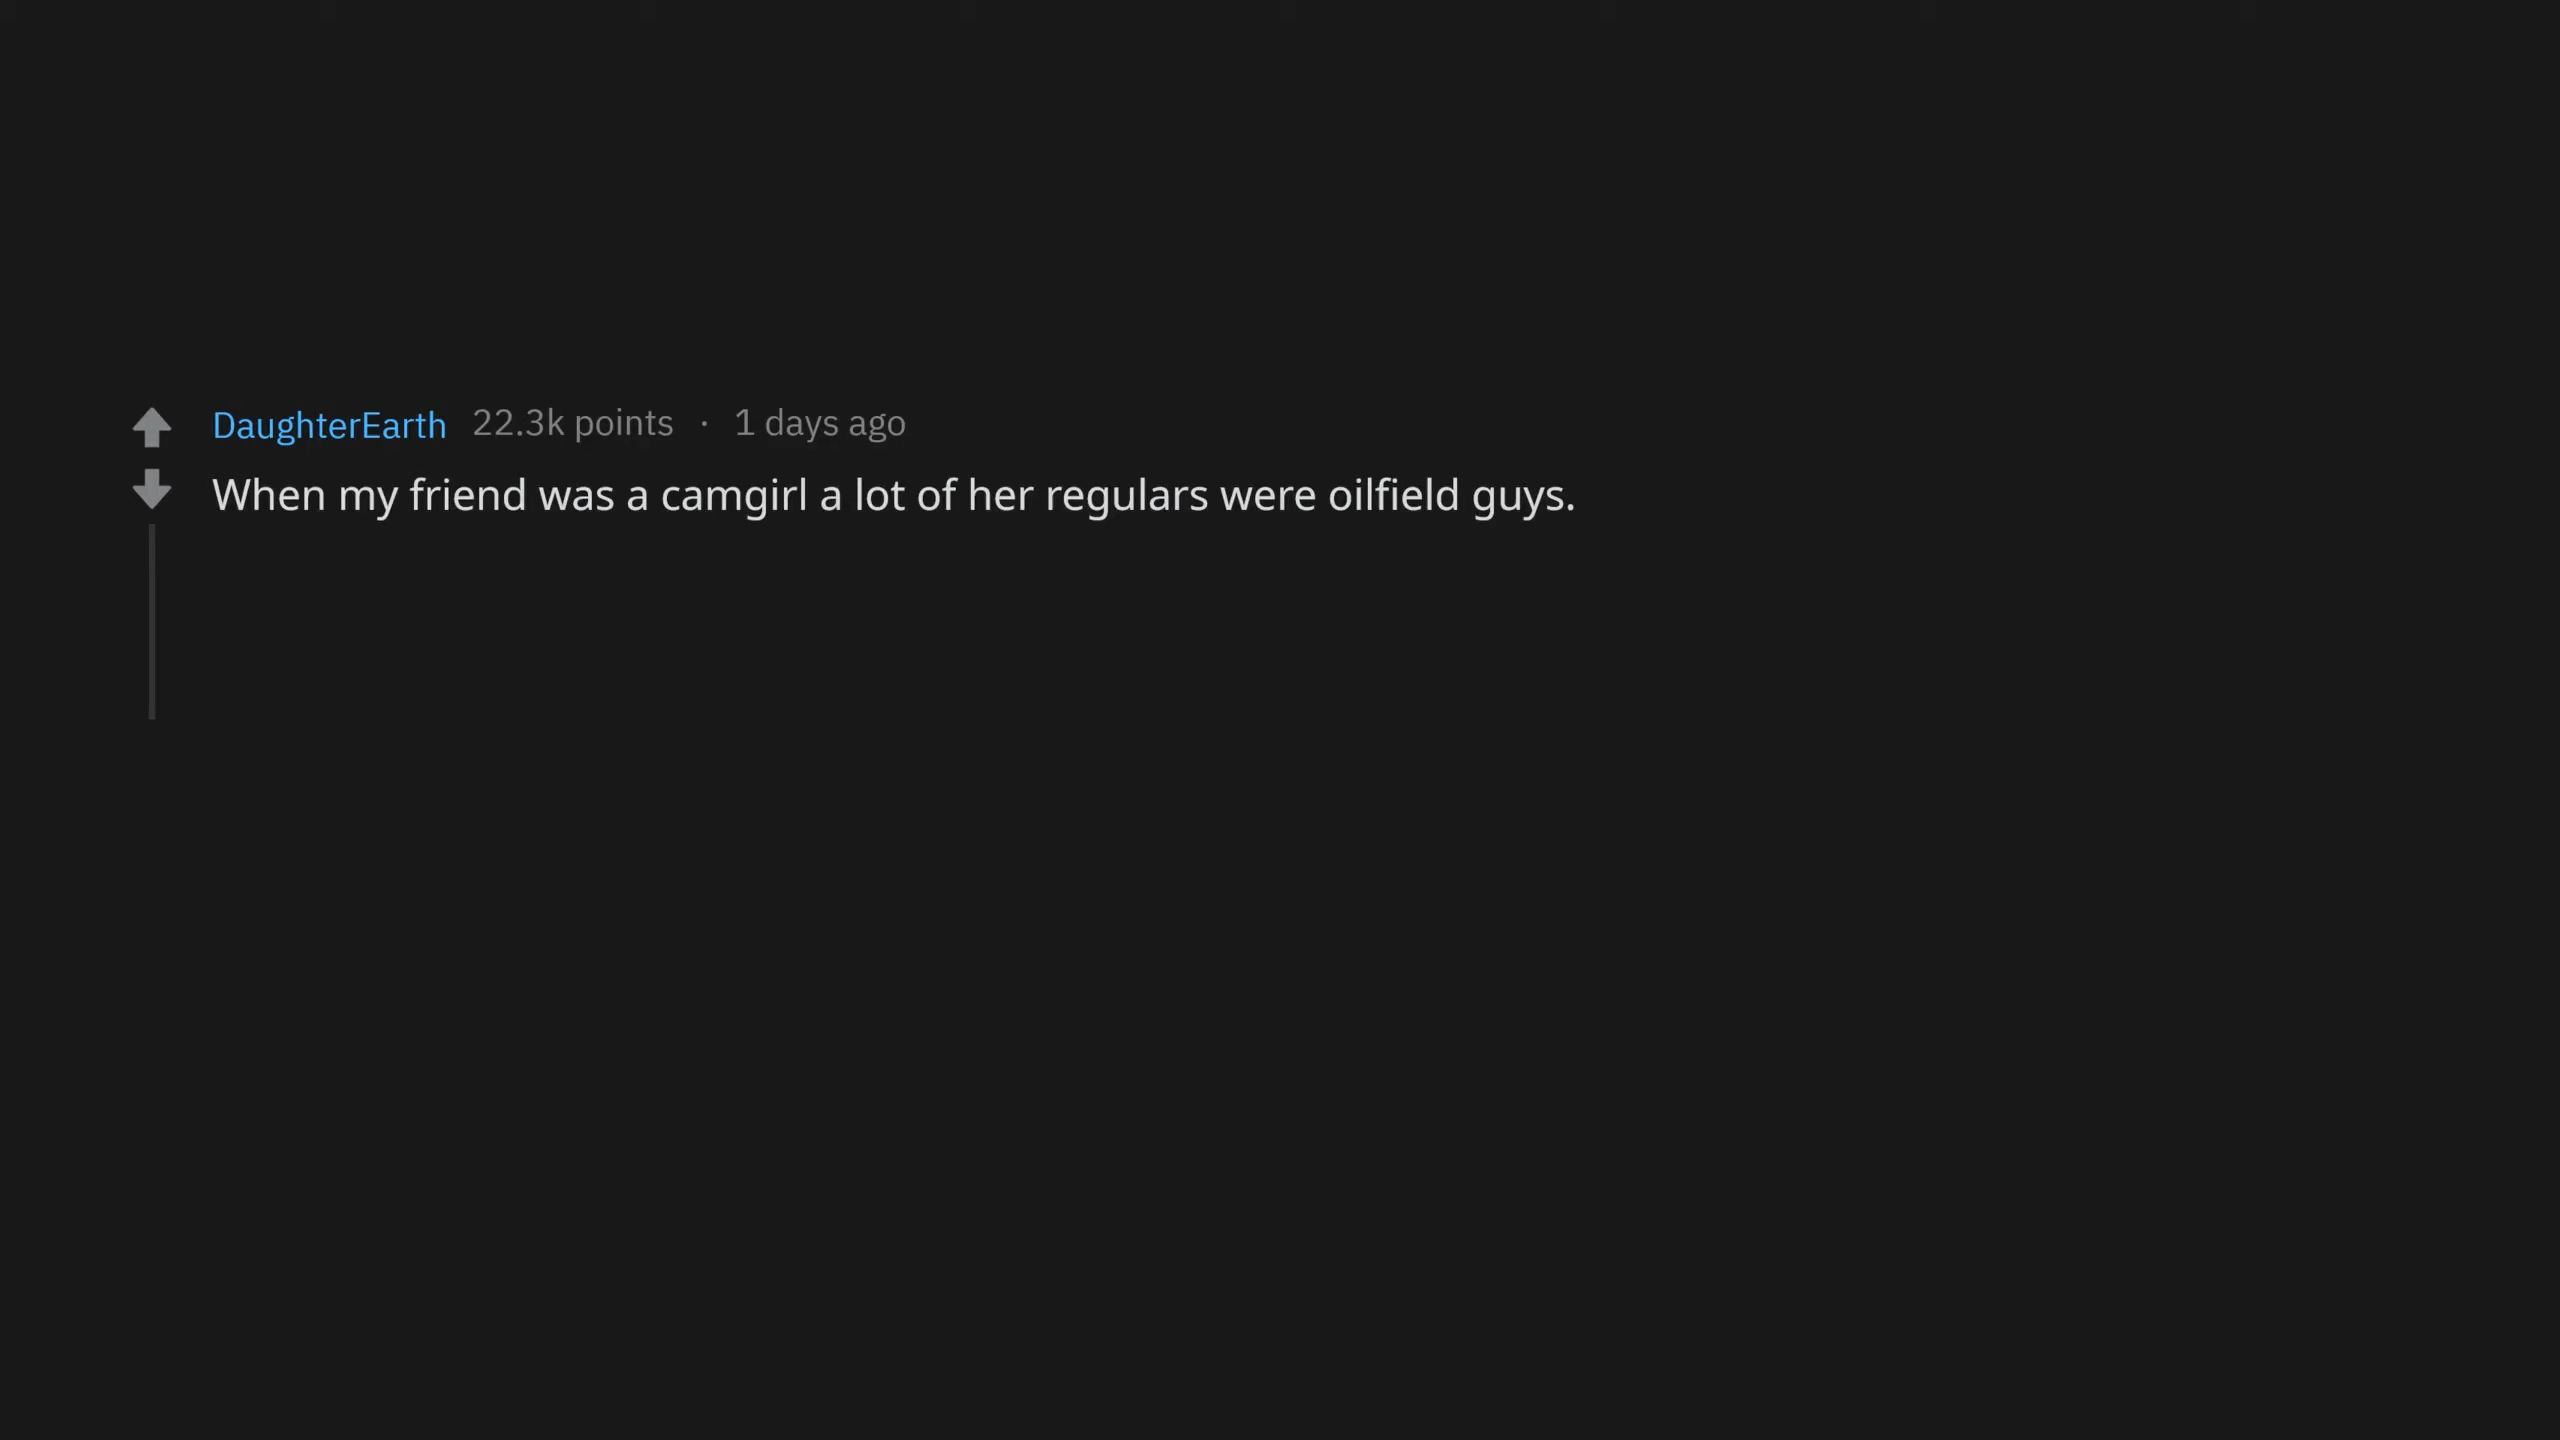 DaughterEarth 22.3k points · 1 days ago
When my friend was a camgirl a lot of her regulars were oilfield guys.